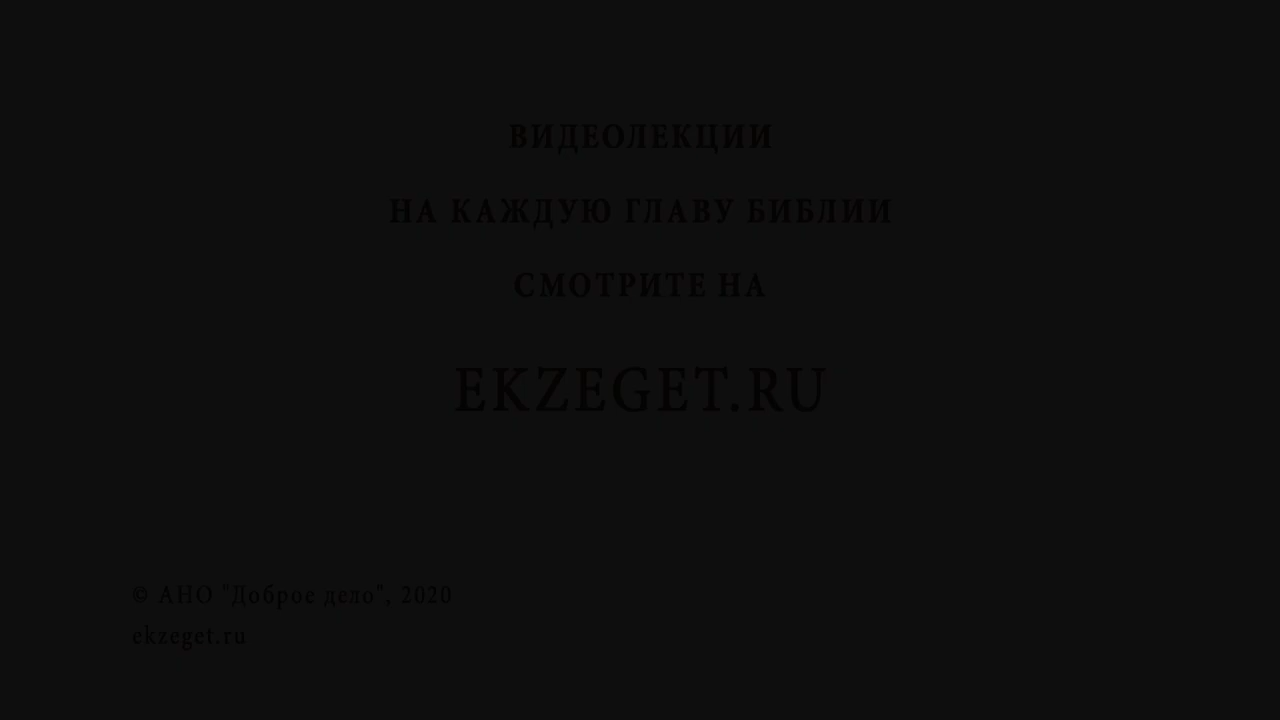 ВИДЕОЛЕКЦИИ
НА КАЖДУЮ ГЛАВУ БИБЛИИ
СМОТРИТЕ НА
EKZEGET.RU
© АНО "Доброе дело", 2020
ekzeget.ru